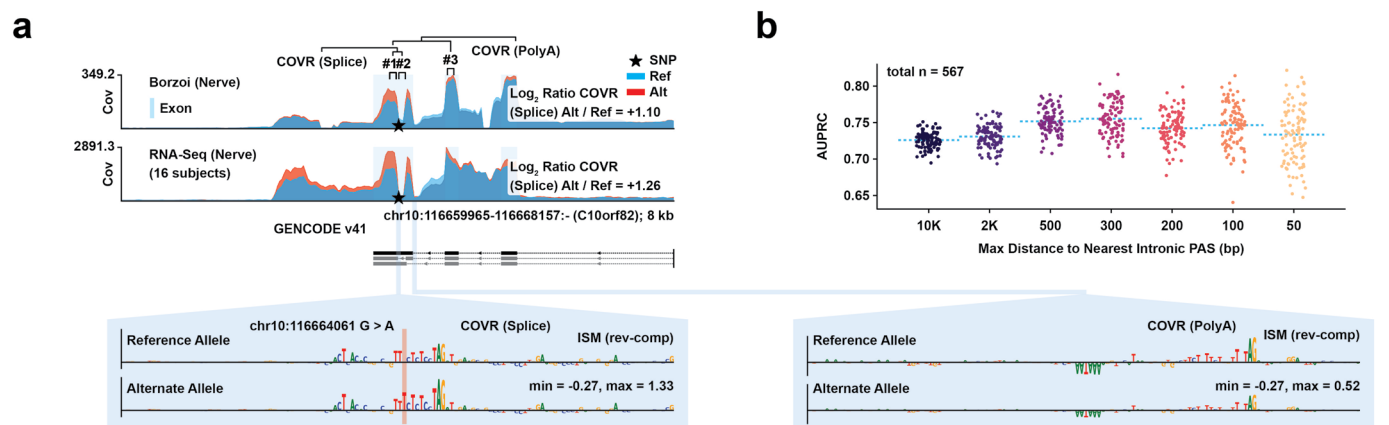 a
COVR (Splice)
COVR (PolyA)
#1 #2
#3
SNP
Ref
Alt
349.2
Cov
Borzoi (Nerve)
Exon
Log2 Ratio COVR
(Splice) Alt / Ref = +1.10
2891.3
Cov
RNA-Seq (Nerve)
(16 subjects)
Log2 Ratio COVR
(Splice) Alt / Ref = +1.26
chr10:116659965-116668157:- (C10orf82); 8 kb
GENCODE v41
chr10:116664061 G > A
COVR (Splice)
ISM (rev-comp)
Reference Allele
Alternate Allele
min = -0.27, max = 1.33
b
total n = 567
AUPRC
0.80
0.75
0.70
0.65
10K 2K 500 300 200 100 50
Max Distance to Nearest Intronic PAS (bp)
COVR (PolyA)
ISM (rev-comp)
Reference Allele
Alternate Allele
min = -0.27, max = 0.52